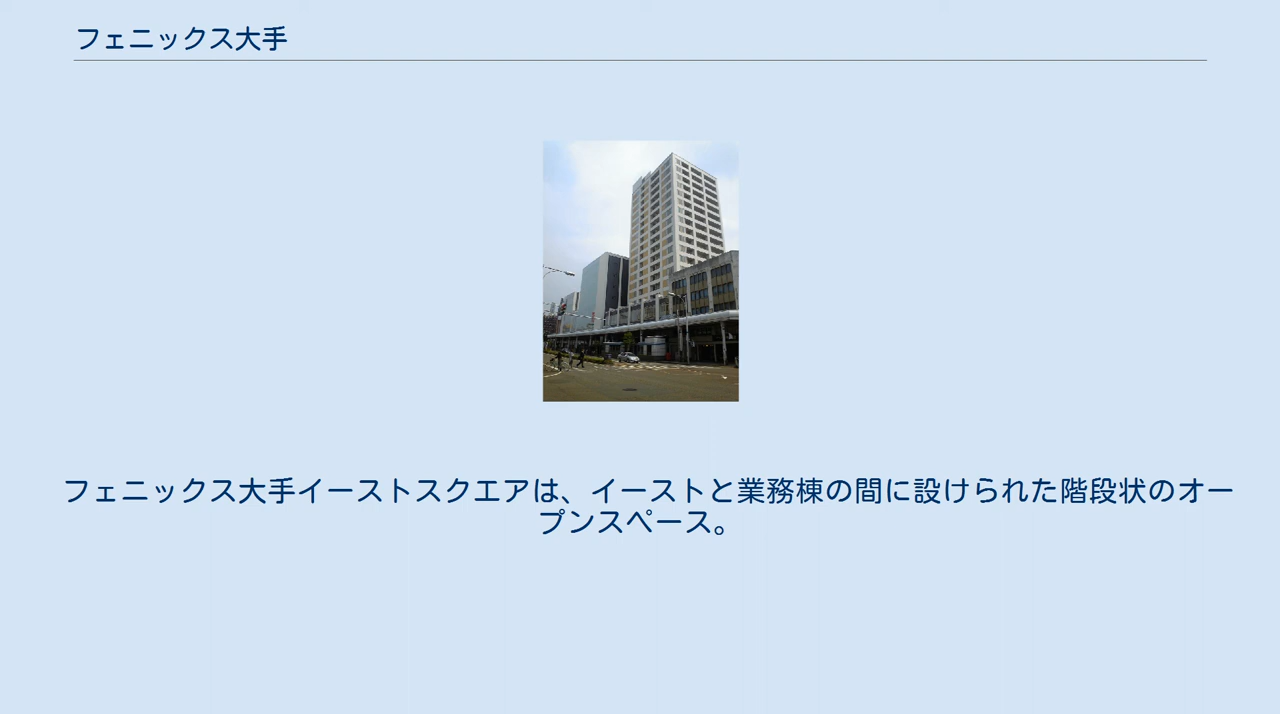 フェニックス大手
フェニックス大手イーストスクエアは、イーストと業務棟の間に設けられた階段状のオー
プンスペース。